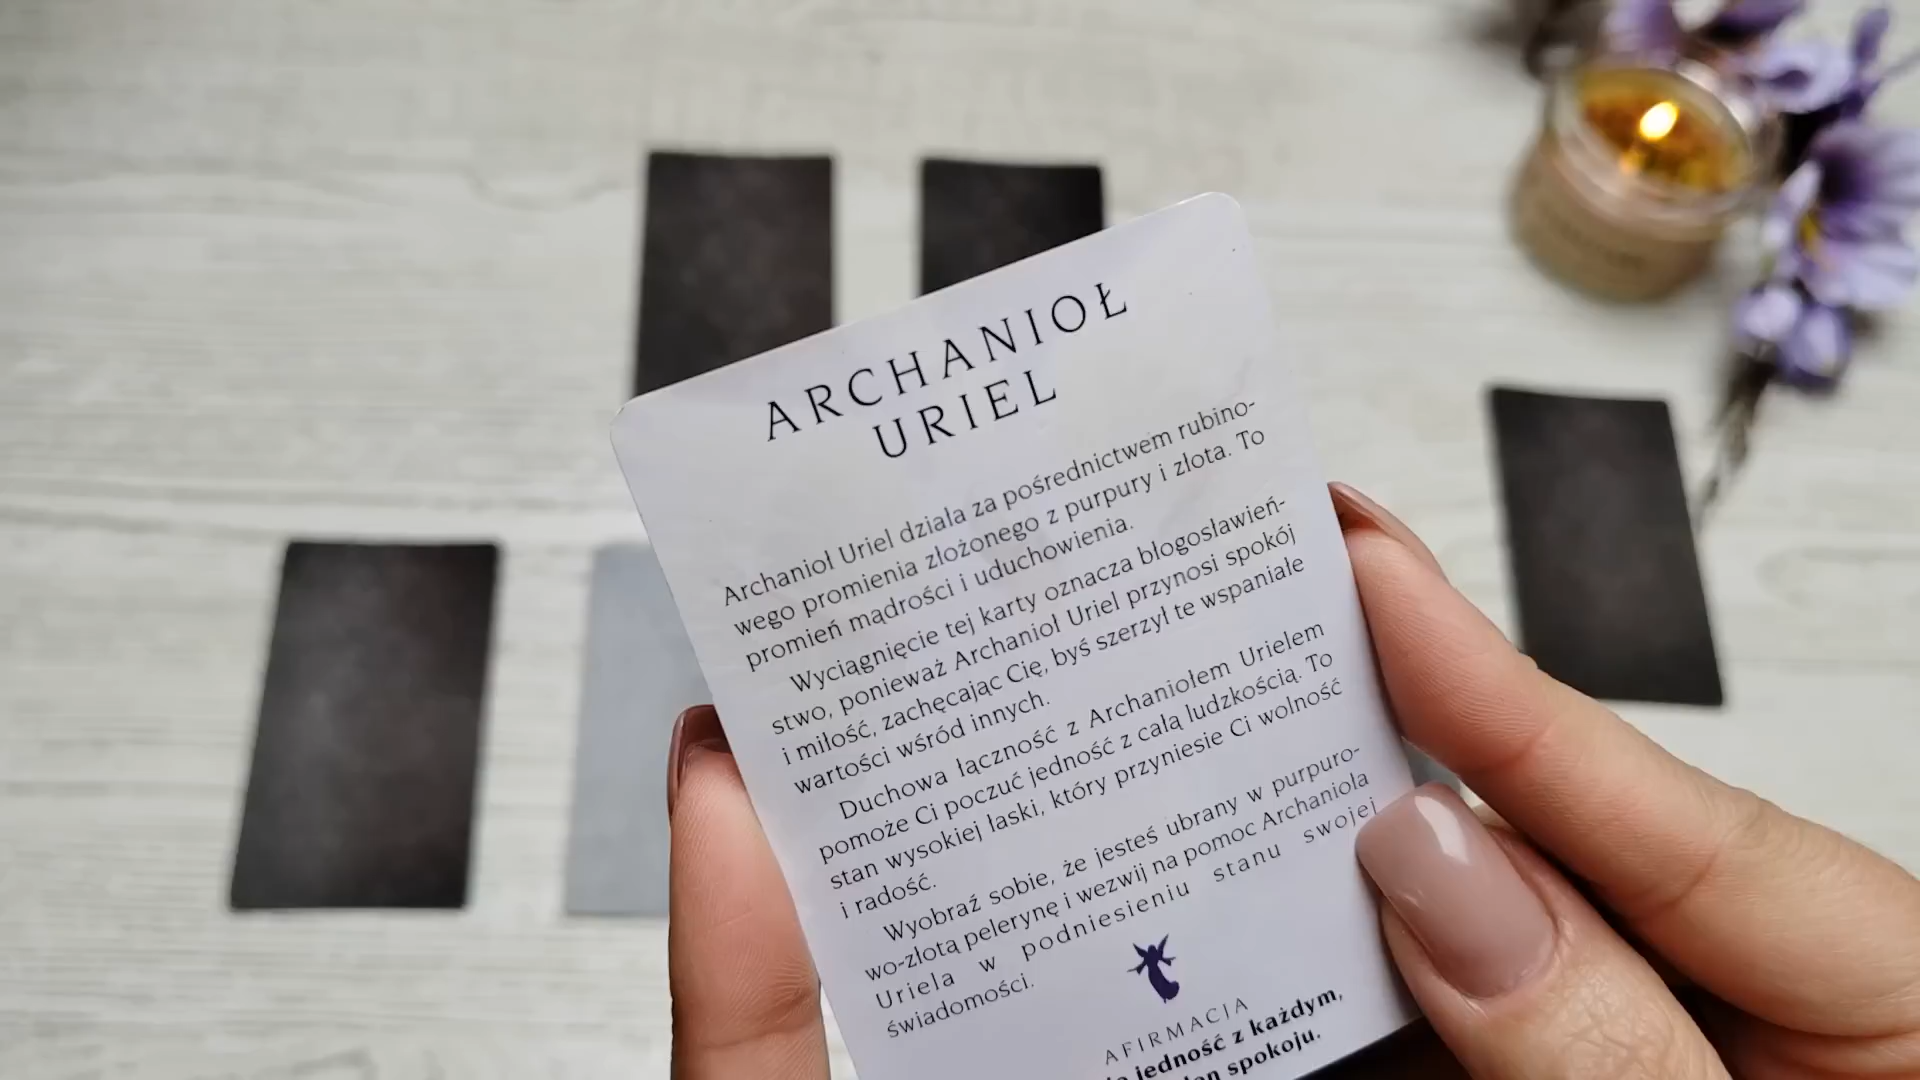 ARCHANIOŁ
URIEL
Archanioł Uriel działa za pośrednictwem rubino-
wego promienia złożonego z purpury i złota. To
promień mądrości i uduchowienia.
Wyciągnięcie tej karty oznacza błogosławień-
stwo, ponieważ Archanioł Uriel przynosi spokój
i miłość, zachęcając Cię, byś szerzył te wspaniałe
wartości wśród innych.
Duchowa łączność z Archaniołem Urielem
pomoże Ci poczuć jedność z całą ludzkością. To
stan wysokiej łaski, który przyniesie Ci wolność
i radość.
Wyobraź sobie, że jesteś ubrany w purpuro-
wo-złotą pelerynę i wezwij na pomoc Archanioła
Uriela w podniesieniu stanu swojej
świadomości.
AFIRMACJA
jedność z każdym,
spokoju.